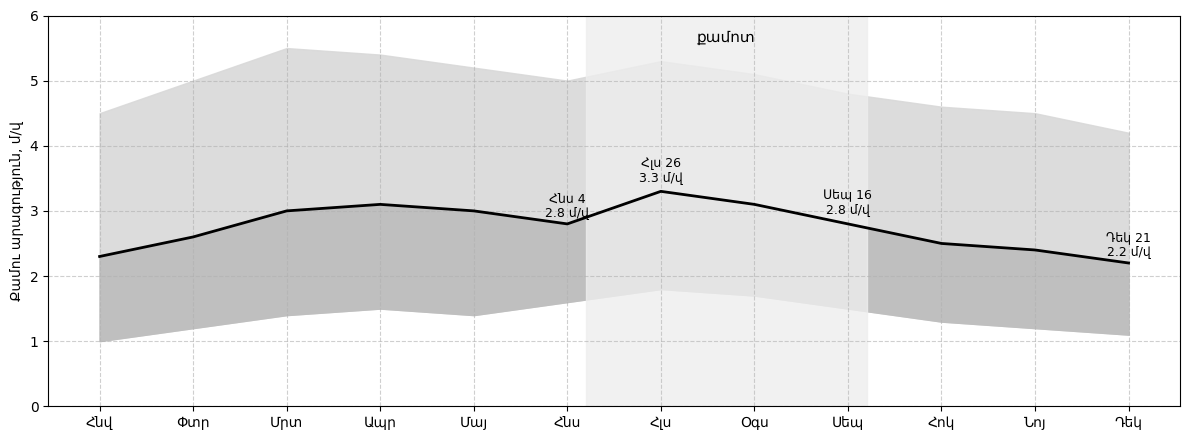 քամոտ
Քամու արագություն, մ/վ
6
5
4
3
2
1
0
Հնս 4
2.8 մ/վ
Հլս 26
3.3 մ/վ
Սեպ 16
2.8 մ/վ
Դեկ 21
2.2 մ/վ
Հնվ Փտր Մրտ Ապր Մայ Հնս Հլս Օգս Սեպ Հոկ Նոյ Դեկ